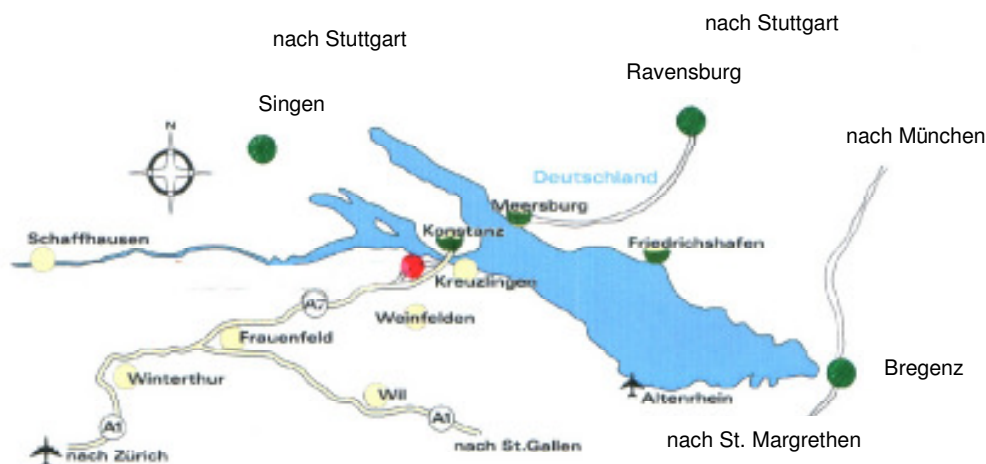 nach Stuttgart
nach Stuttgart
Ravensburg
Singen
N
nach München
Deutschland
Meersburg
Konstanz
Schaffhausen
Friedrichshafen
Kreuzlingen
A7
Weinfelden
Frauenfeld
Bregenz
Winterthur
Wil
Altenrhein
A1
A1
nach St. Margrethen
nach St.Gallen
nach Zürich